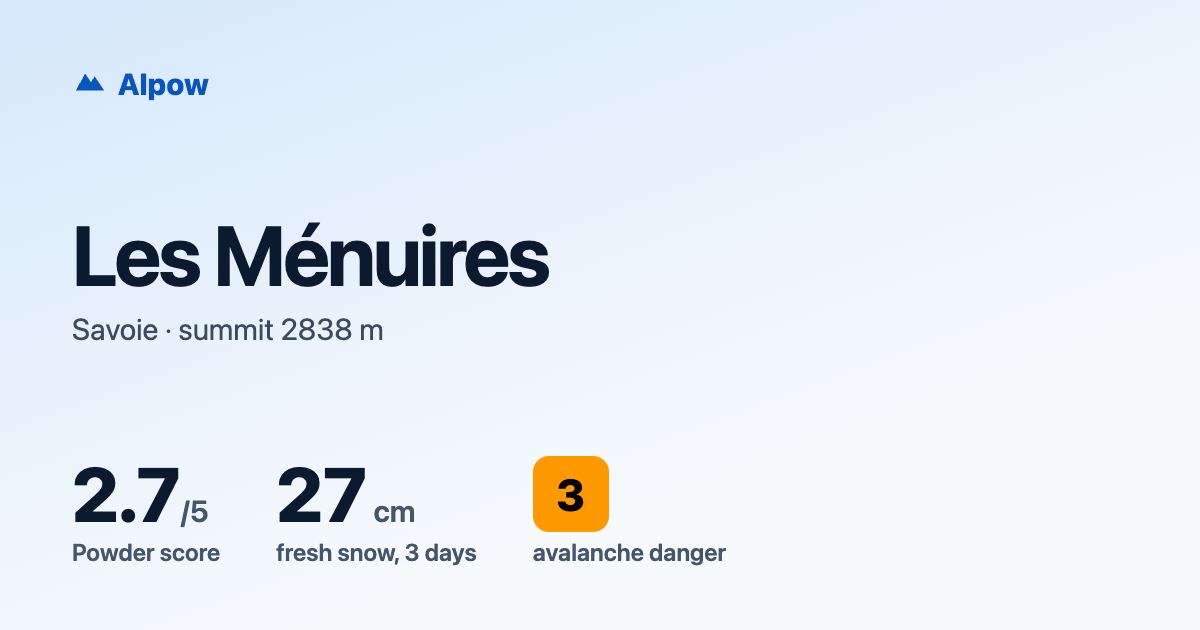 Alpow
Les Ménuires
Savoie · summit 2838 m
2.7/5
Powder score
27 cm
fresh snow, 3 days
3
avalanche danger